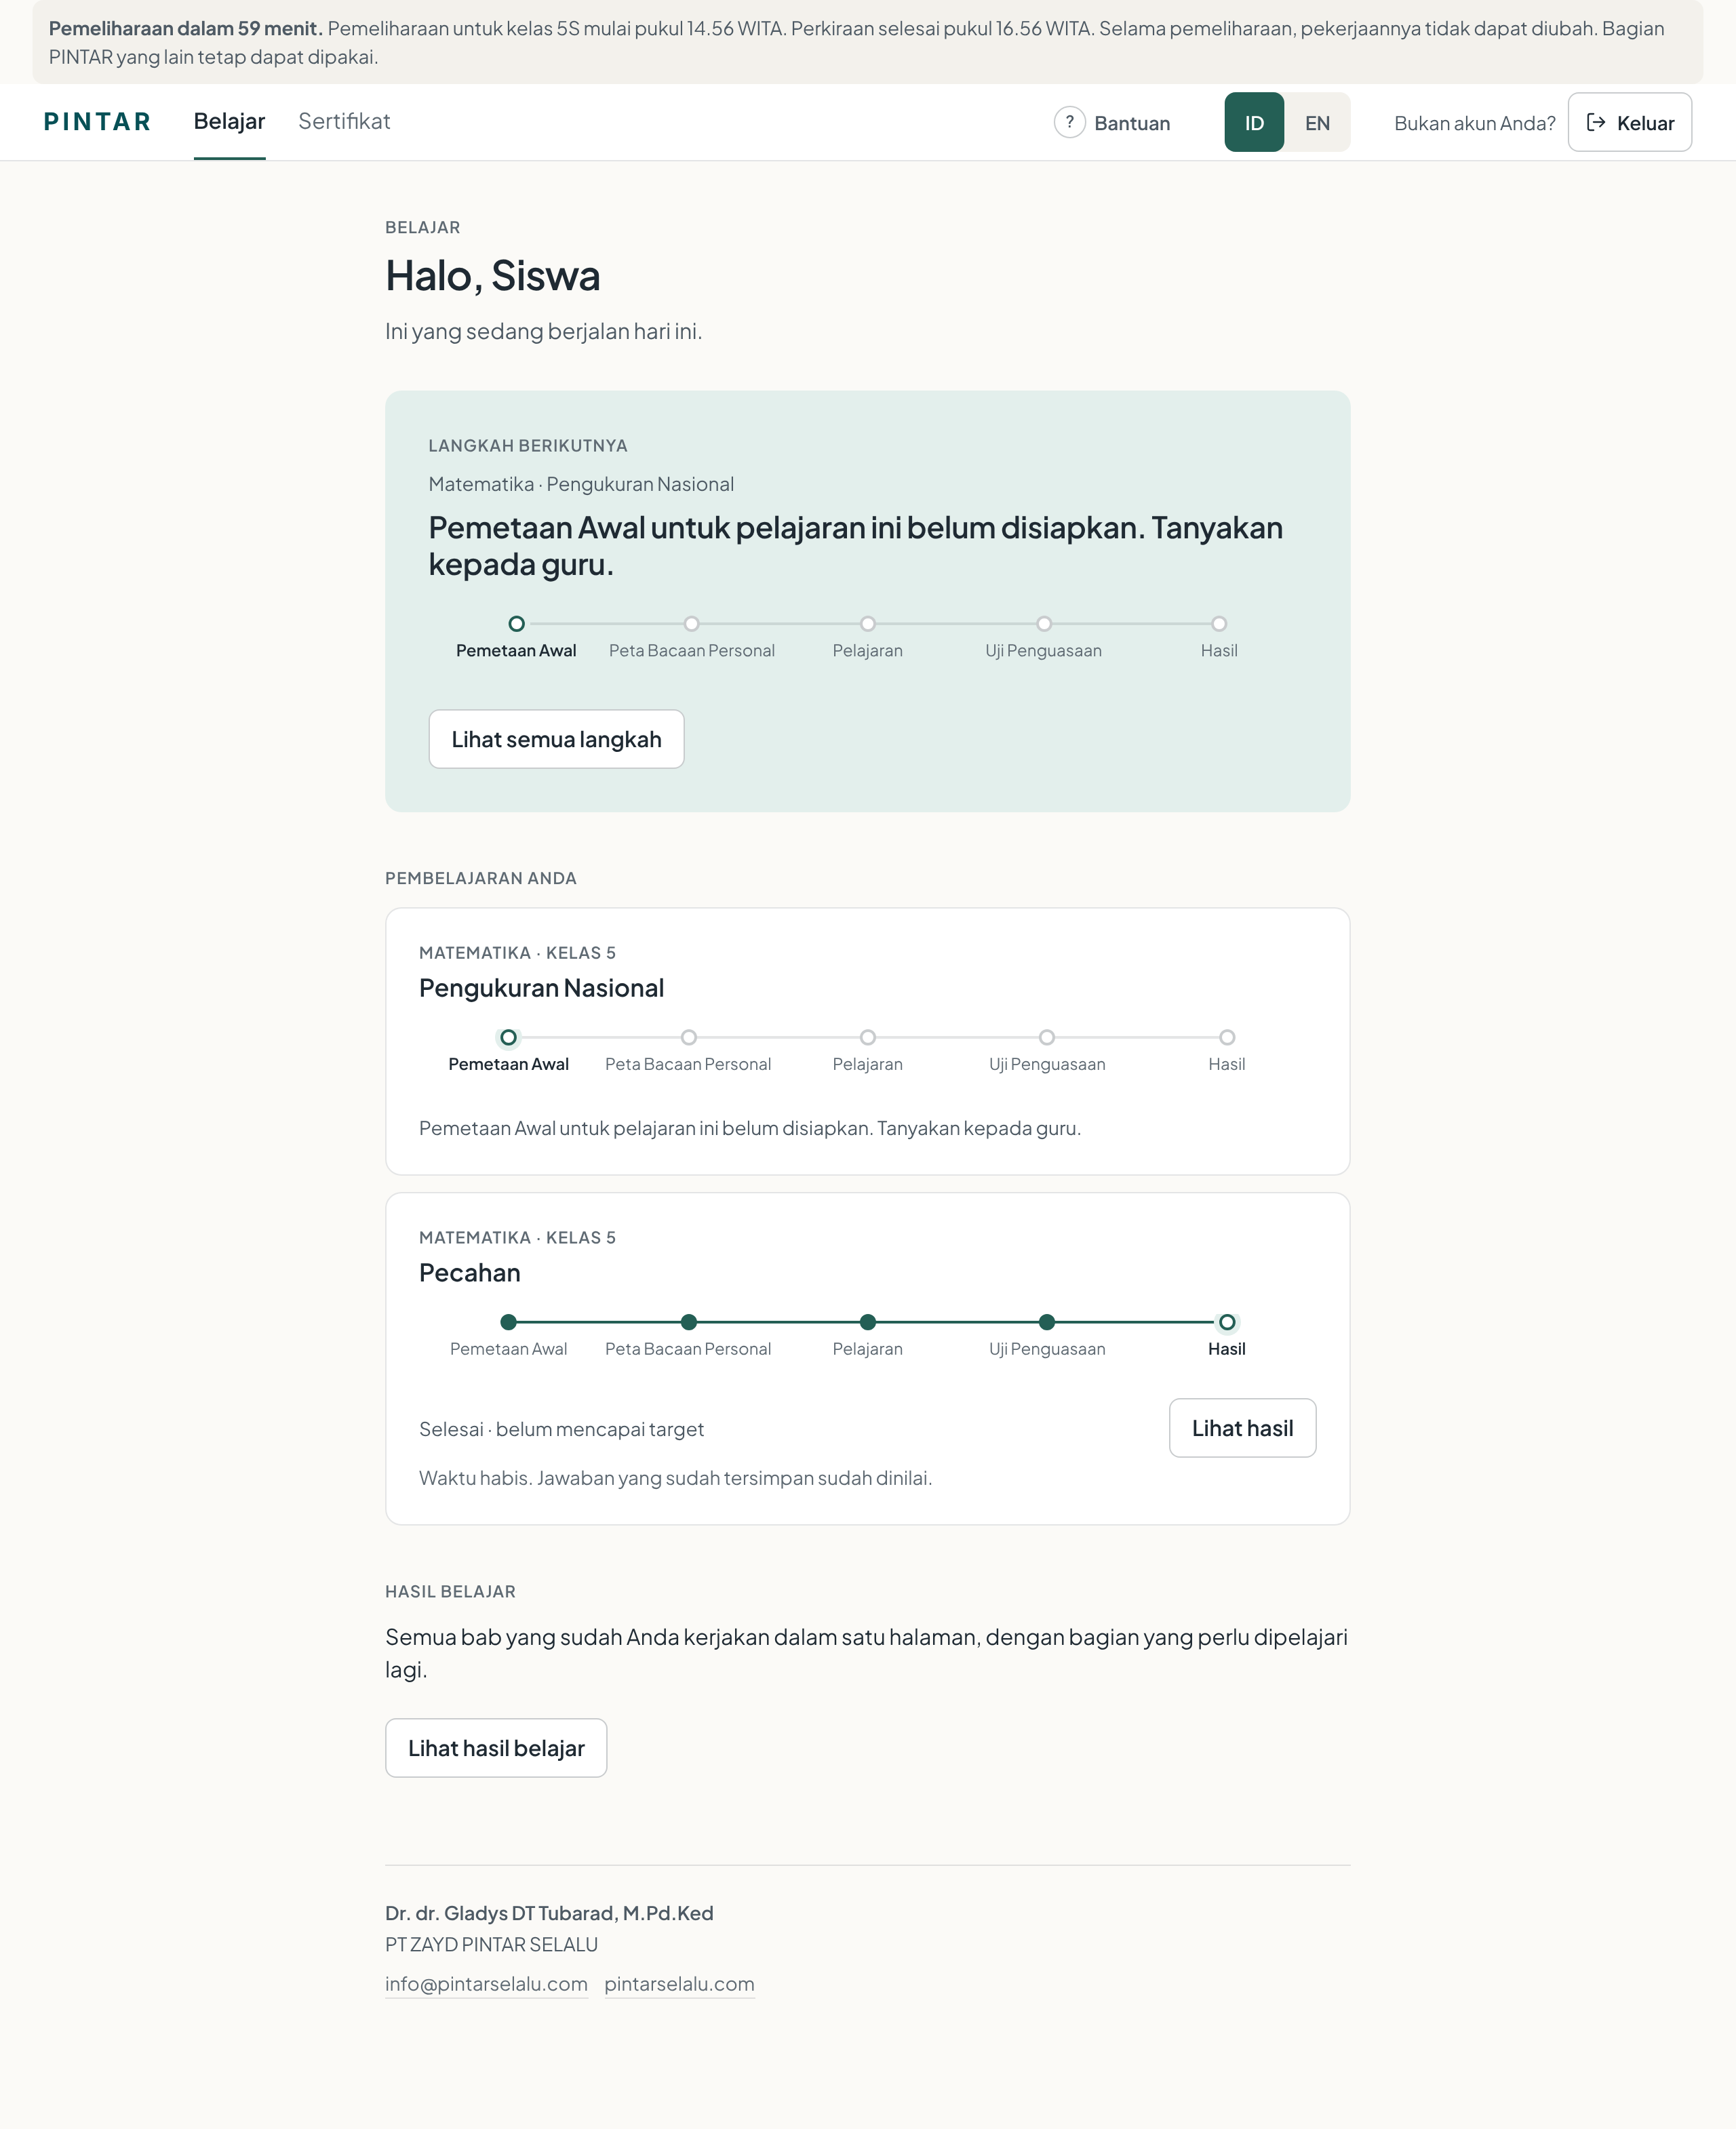 Pemeliharaan dalam 59 menit. Pemeliharaan untuk kelas 5S mulai pukul 14.56 WITA. Perkiraan selesai pukul 16.56 WITA. Selama pemeliharaan, pekerjaannya tidak dapat diubah. Bagian
PINTAR yang lain tetap dapat dipakai.
PINTAR Belajar Sertifikat ? Bantuan ID EN Bukan akun Anda? Keluar
BELAJAR
Halo, Siswa
Ini yang sedang berjalan hari ini.
LANGKAH BERIKUTNYA
Matematika · Pengukuran Nasional
Pemetaan Awal untuk pelajaran ini belum disiapkan. Tanyakan
kepada guru.
Pemetaan Awal Peta Bacaan Personal Pelajaran Uji Penguasaan Hasil
Lihat semua langkah
PEMBELAJARAN ANDA
MATEMATIKA · KELAS 5
Pengukuran Nasional
Pemetaan Awal Peta Bacaan Personal Pelajaran Uji Penguasaan Hasil
Pemetaan Awal untuk pelajaran ini belum disiapkan. Tanyakan kepada guru.
MATEMATIKA · KELAS 5
Pecahan
Pemetaan Awal Peta Bacaan Personal Pelajaran Uji Penguasaan Hasil
Selesai · belum mencapai target
Lihat hasil
Waktu habis. Jawaban yang sudah tersimpan sudah dinilai.
HASIL BELAJAR
Semua bab yang sudah Anda kerjakan dalam satu halaman, dengan bagian yang perlu dipelajari
lagi.
Lihat hasil belajar
Dr. dr. Gladys DT Tubarad, M.Pd.Ked
PT ZAYD PINTAR SELALU
info@pintarselalu.com pintarselalu.com